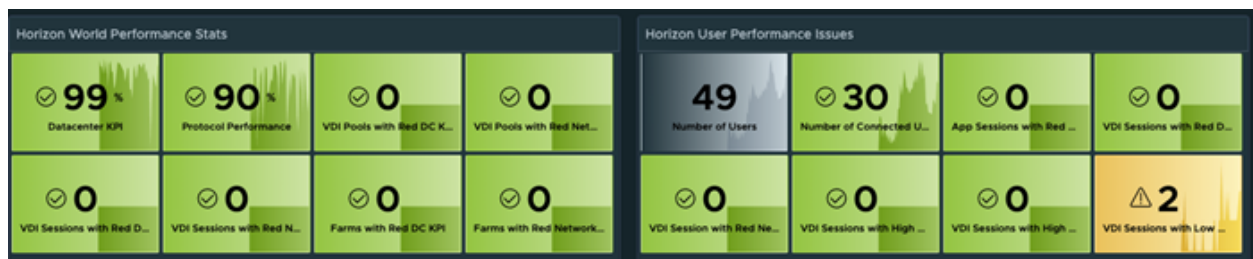 Horizon World Performance Stats
99 %
Datacenter KPI
90 %
Protocol Performance
0
VDI Pools with Red DC K...
0
VDI Pools with Red Net...
0
VDI Sessions with Red D...
0
VDI Sessions with Red N...
0
Farms with Red DC KPI
0
Farms with Red Network...
Horizon User Performance Issues
49
Number of Users
30
Number of Connected U...
0
App Sessions with Red ...
0
VDI Sessions with Red D...
0
VDI Session with Red Ne...
0
VDI Sessions with High ...
0
VDI Sessions with High ...
2
VDI Sessions with Low ...